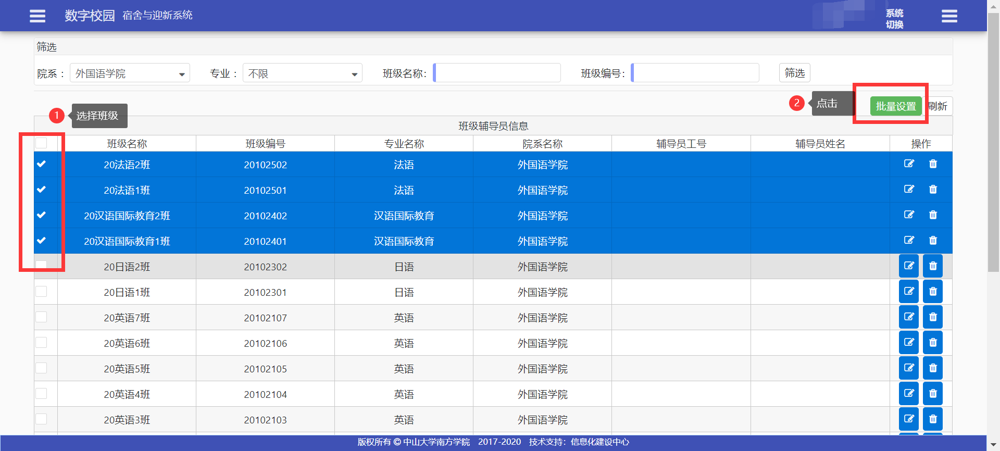 数字校园 宿舍与迎新系统 系统切换
筛选
院系： 外国语学院 专业： 不限 班级名称: 班级编号: 筛选
1 选择班级 2 点击 批量设置 刷新
班级辅导员信息
班级名称 班级编号 专业名称 院系名称 辅导员工号 辅导员姓名 操作
20法语2班 20102502 法语 外国语学院
20法语1班 20102501 法语 外国语学院
20汉语国际教育2班 20102402 汉语国际教育 外国语学院
20汉语国际教育1班 20102401 汉语国际教育 外国语学院
20日语2班 20102302 日语 外国语学院
20日语1班 20102301 日语 外国语学院
20英语7班 20102107 英语 外国语学院
20英语6班 20102106 英语 外国语学院
20英语5班 20102105 英语 外国语学院
20英语4班 20102104 英语 外国语学院
20英语3班 20102103 英语 外国语学院
版权所有 © 中山大学南方学院 2017-2020 技术支持：信息化建设中心